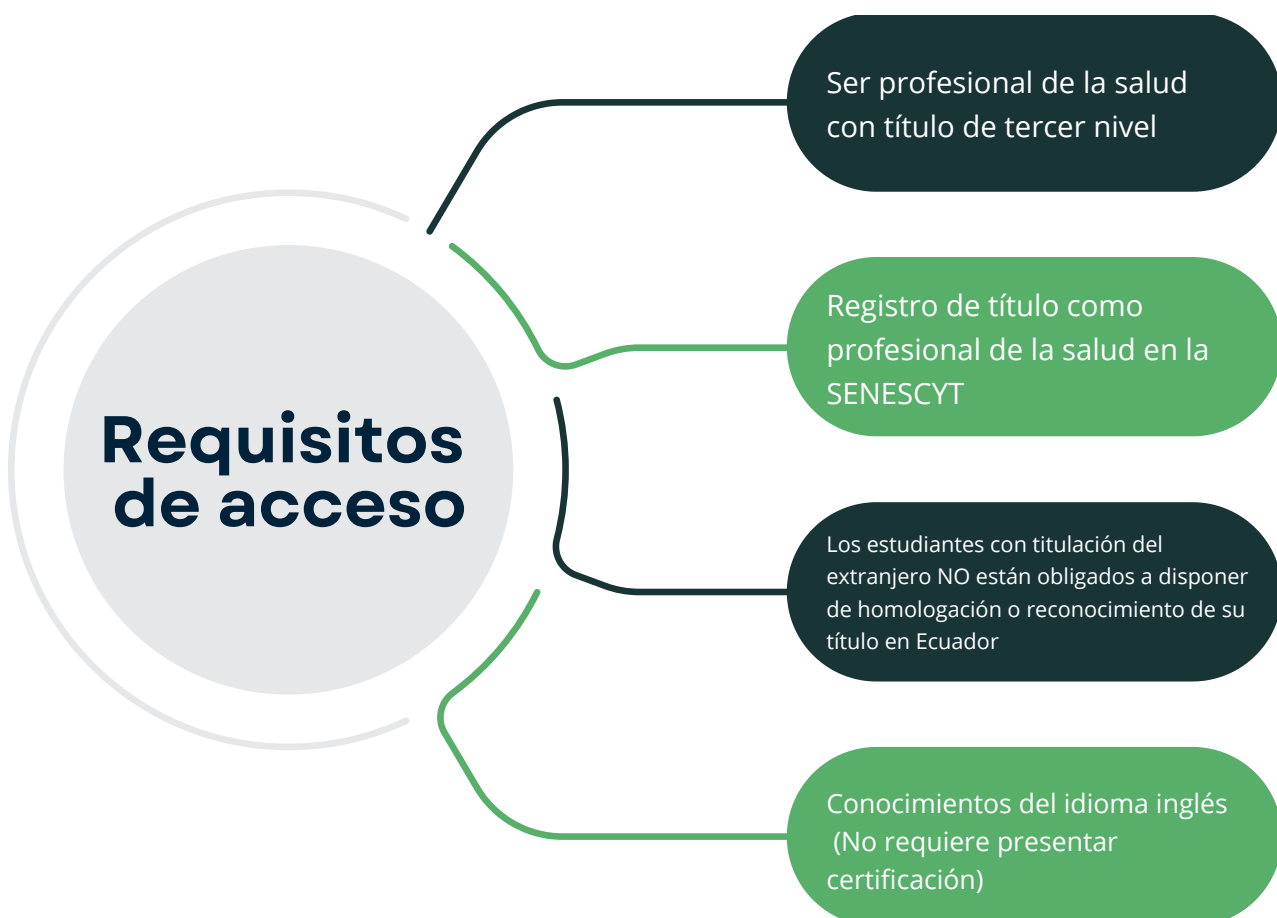 Requisitos
de acceso
Ser profesional de la salud
con título de tercer nivel
Registro de título como
profesional de la salud en la
SENESCYT
Los estudiantes con titulación del
extranjero NO están obligados a disponer
de homologación o reconocimiento de su
título en Ecuador
Conocimientos del idioma inglés
(No requiere presentar
certificación)